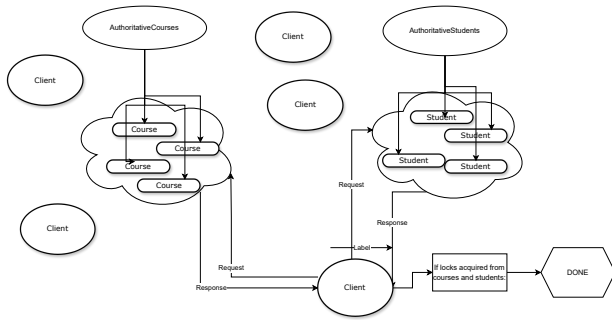 AuthoritativeCourses
AuthoritativeStudents
Client
Client
Client
Client
Course
Course
Course
Course
Student
Student
Student
Student
Request
Response
Label
Request
Response
Client
If locks acquired from
courses and students:
DONE